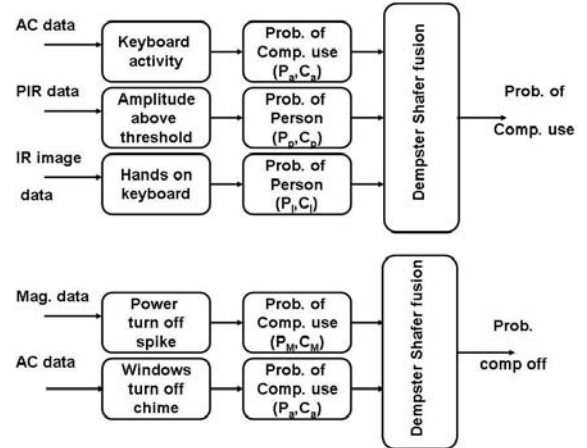 AC data
Keyboard
activity
Prob. of
Comp. use
(Pa,Ca)
PIR data
Amplitude
above
threshold
Prob. of
Person
(Pp,Cp)
IR image
data
Hands on
keyboard
Prob. of
Person
(PI,CI)
Dempster Shafer fusion
Prob. of
Comp. use
Mag. data
Power
turn off
spike
Prob. of
Comp. use
(PM,CM)
AC data
Windows
turn off
chime
Prob. of
Comp. use
(Pa,Ca)
Dempster Shafer fusion
Prob.
comp off